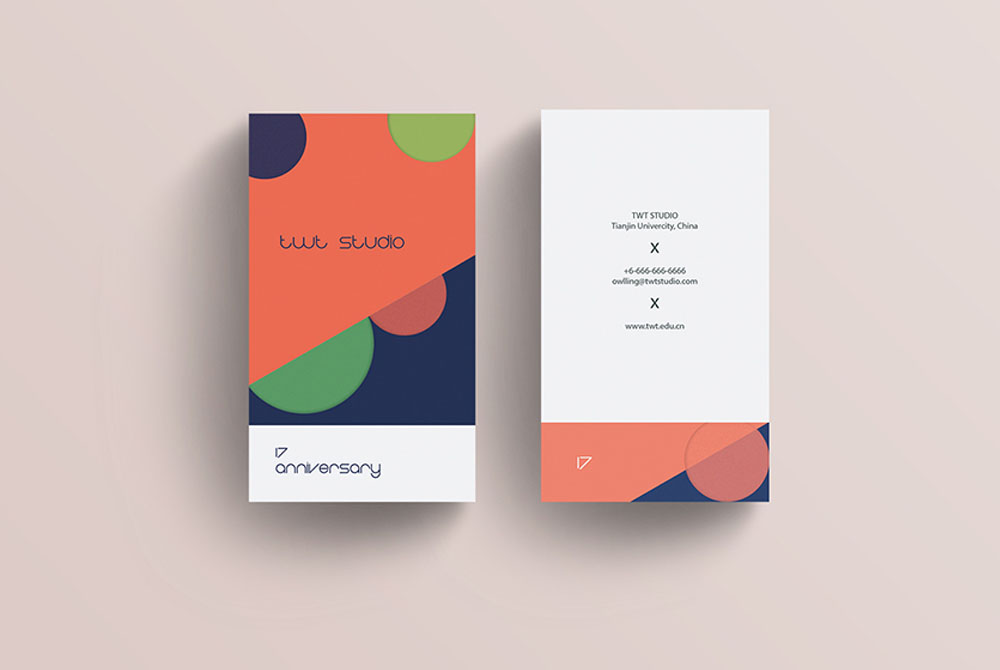 twt studio
17
anniversary
TWT STUDIO
Tianjin Univercity, China
X
+6-666-666-6666
owlling@twtstudio.com
X
www.twt.edu.cn
17